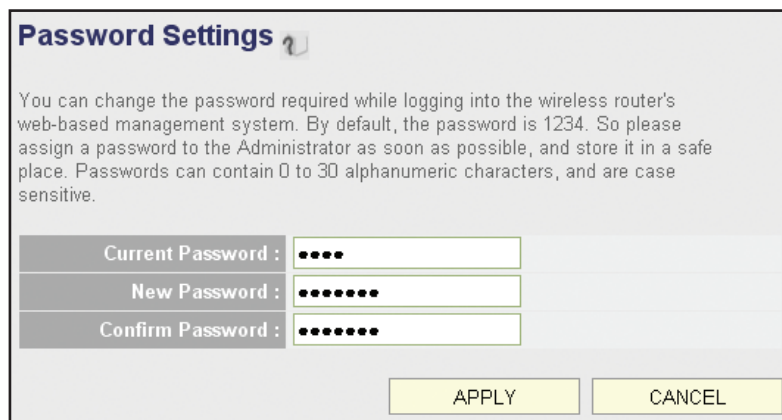 Password Settings
You can change the password required while logging into the wireless router's
web-based management system. By default, the password is 1234. So please
assign a password to the Administrator as soon as possible, and store it in a safe
place. Passwords can contain 0 to 30 alphanumeric characters, and are case
sensitive.
Current Password : ••••
New Password : •••••••
Confirm Password : •••••••
APPLY CANCEL